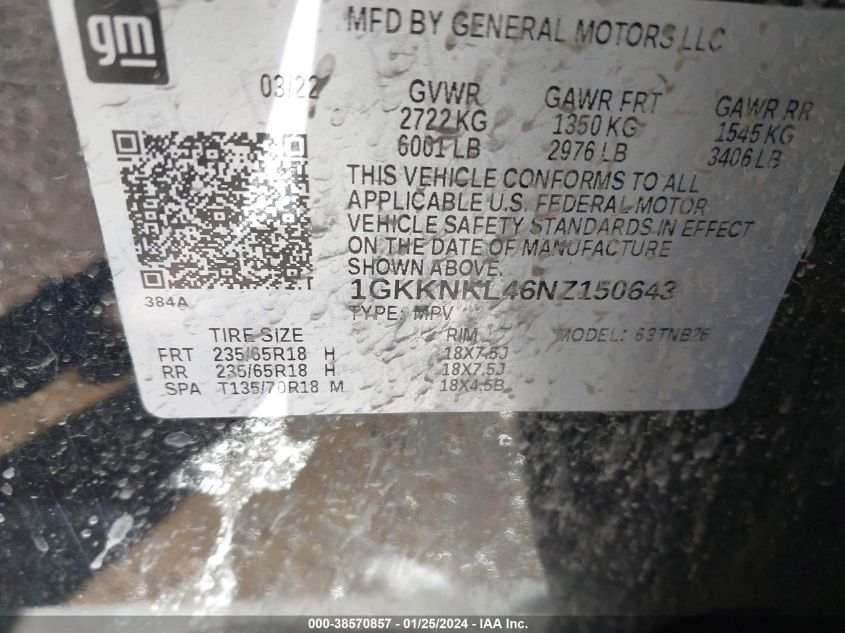 gm
MFD BY GENERAL MOTORS LLC
03/22
GVWR GAWR FRT GAWR RR
2722 KG 1350 KG 1545 KG
6001 LB 2976 LB 3406 LB
THIS VEHICLE CONFORMS TO ALL
APPLICABLE U.S. FEDERAL MOTOR
VEHICLE SAFETY STANDARDS IN EFFECT
ON THE DATE OF MANUFACTURE
SHOWN ABOVE.
384A
1GKKNKL46NZ150643
TYPE: MPV
TIRE SIZE RIM MODEL: 63TNB26
FRT 235/65R18 H 18X7.5J
RR 235/65R18 H 18X7.5J
SPA T135/70R18 M 18X4.5B
000-38570857 - 01/25/2024 - IAA Inc.